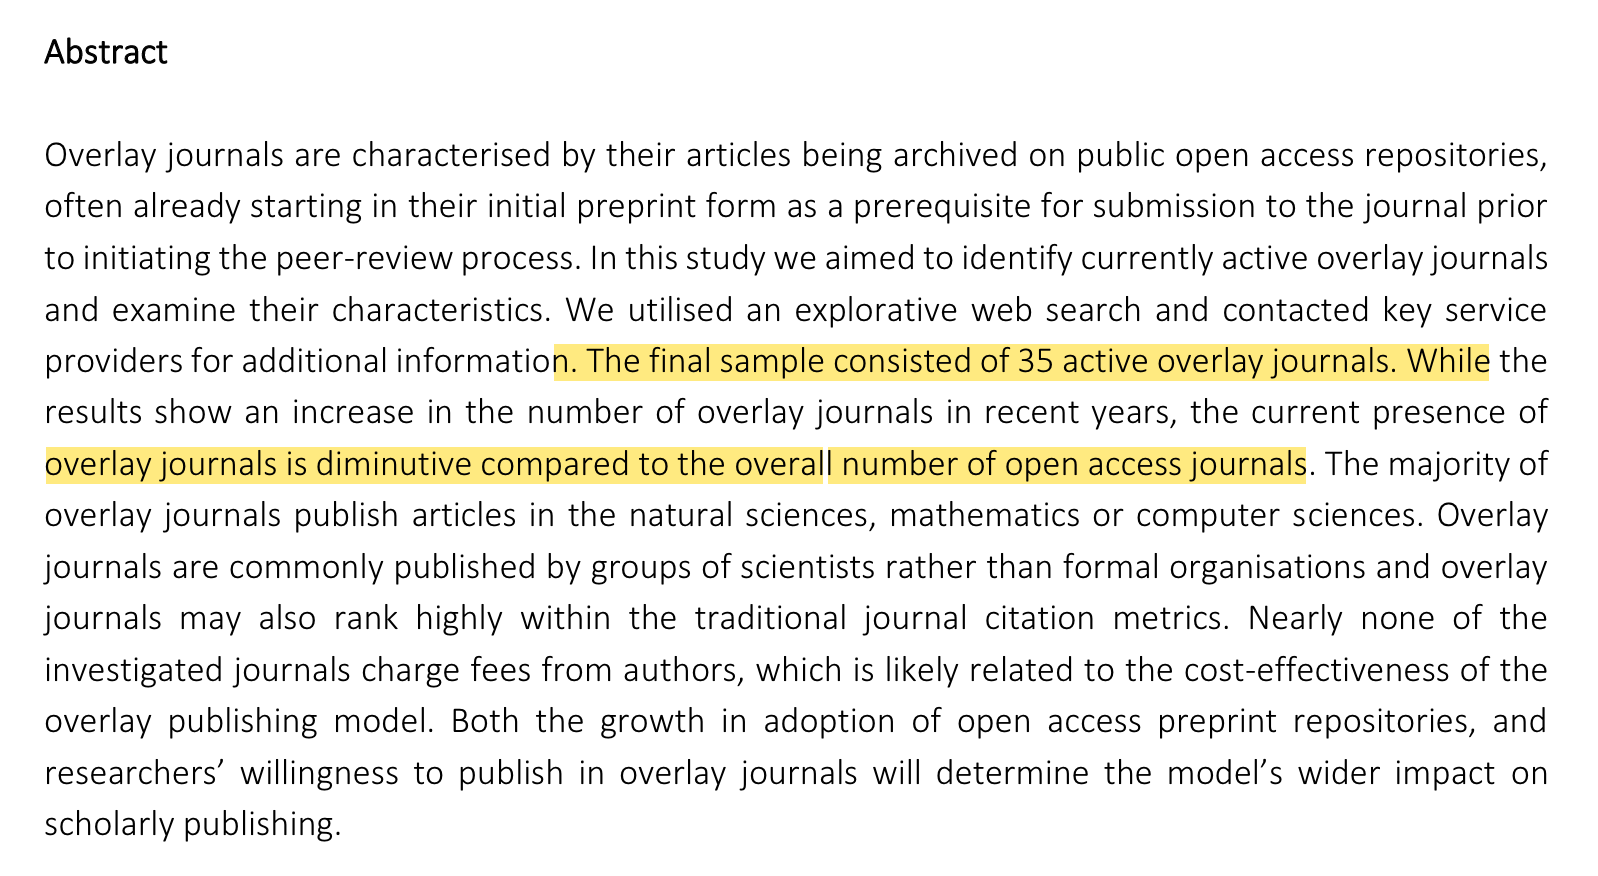 Abstract
Overlay journals are characterised by their articles being archived on public open access repositories,
often already starting in their initial preprint form as a prerequisite for submission to the journal prior
to initiating the peer-review process. In this study we aimed to identify currently active overlay journals
and examine their characteristics. We utilised an explorative web search and contacted key service
providers for additional information. The final sample consisted of 35 active overlay journals. While the
results show an increase in the number of overlay journals in recent years, the current presence of
overlay journals is diminutive compared to the overall number of open access journals. The majority of
overlay journals publish articles in the natural sciences, mathematics or computer sciences. Overlay
journals are commonly published by groups of scientists rather than formal organisations and overlay
journals may also rank highly within the traditional journal citation metrics. Nearly none of the
investigated journals charge fees from authors, which is likely related to the cost-effectiveness of the
overlay publishing model. Both the growth in adoption of open access preprint repositories, and
researchers’ willingness to publish in overlay journals will determine the model’s wider impact on
scholarly publishing.